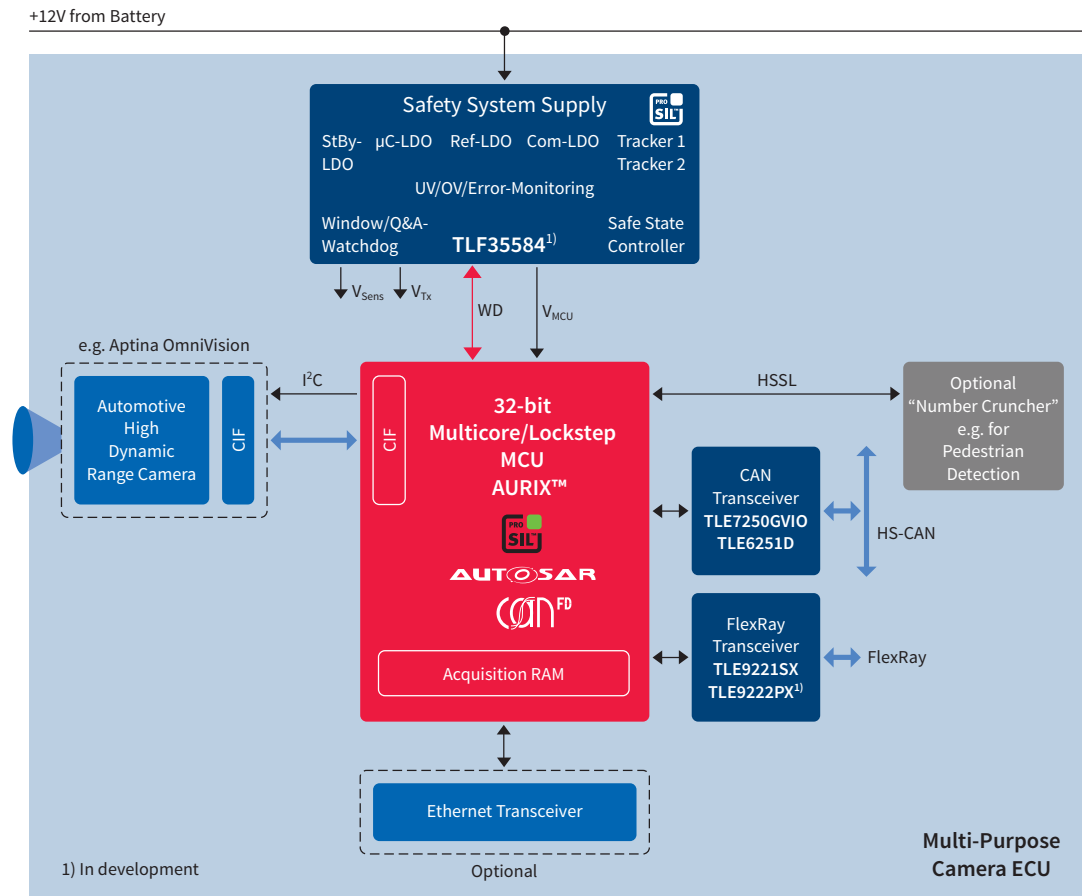 +12V from Battery
Safety System Supply
PRO
SIL™
StBy-
LDO
µC-LDO
Ref-LDO
Com-LDO
Tracker 1
Tracker 2
UV/OV/Error-Monitoring
Window/Q&A-
Watchdog
TLF35584¹⁾
Safe State
Controller
V_Sens
V_Tx
WD
V_MCU
e.g. Aptina OmniVision
Automotive
High
Dynamic
Range Camera
CIF
I²C
CIF
32-bit
Multicore/Lockstep
MCU
AURIX™
PRO
SIL™
AUTOSAR
CAN FD
Acquisition RAM
HSSL
Optional
“Number Cruncher”
e.g. for
Pedestrian
Detection
CAN
Transceiver
TLE7250GVIO
TLE6251D
HS-CAN
FlexRay
Transceiver
TLE9221SX
TLE9222PX¹⁾
FlexRay
Ethernet Transceiver
Optional
1) In development
Multi-Purpose
Camera ECU